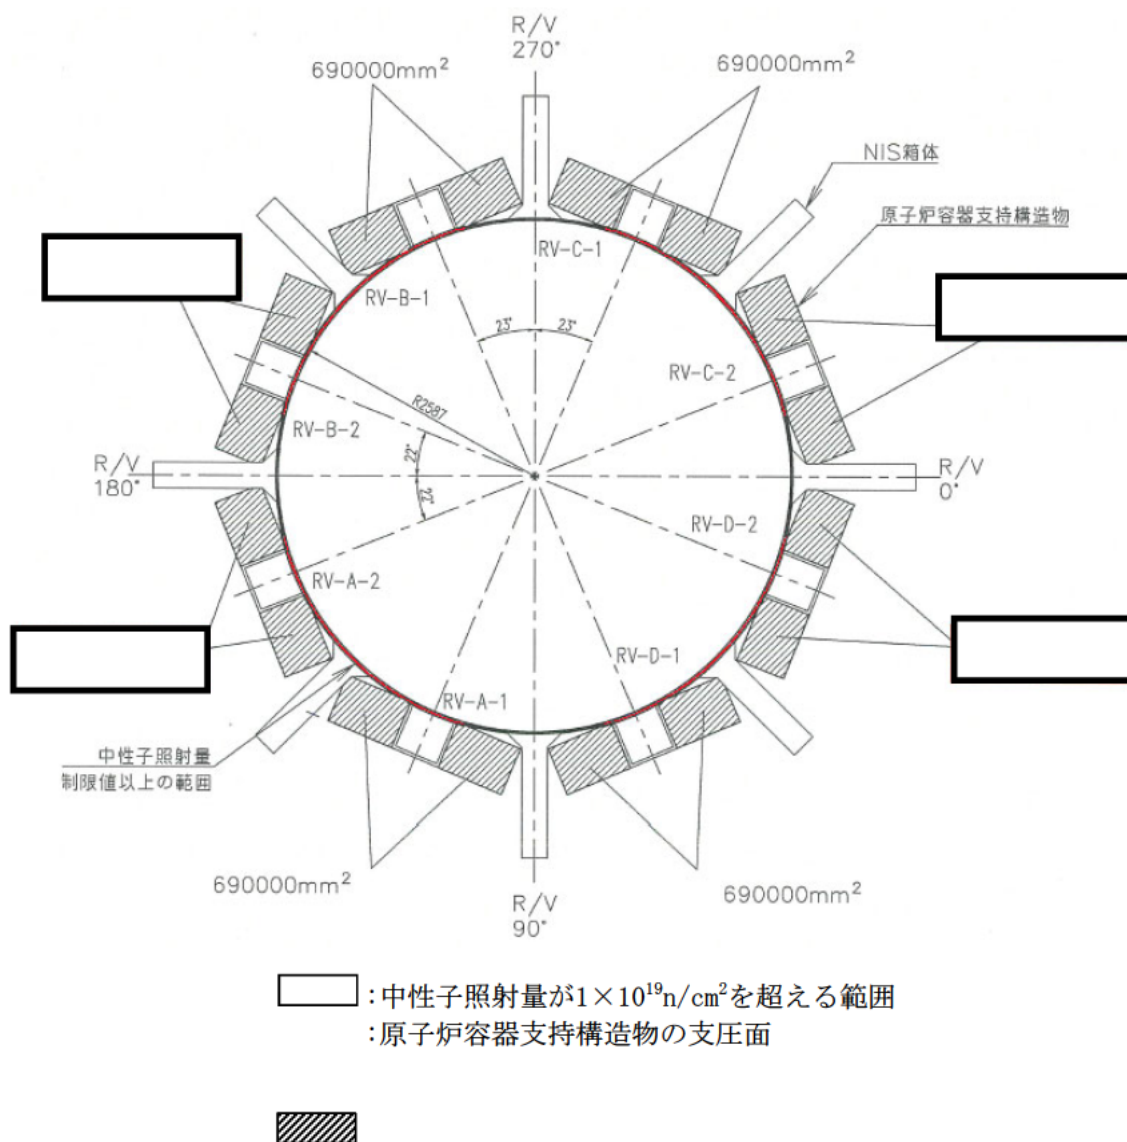 R/V
270°
690000mm²
690000mm²
NIS箱体
原子炉容器支持構造物
RV-C-1
RV-B-1
23°
23°
RV-C-2
R2587
RV-B-2
22°
R/V
180°
R/V
0°
22°
RV-D-2
RV-A-2
RV-D-1
RV-A-1
中性子照射量
制限値以上の範囲
690000mm²
690000mm²
R/V
90°
:中性子照射量が1×10¹⁹n/cm²を超える範囲
:原子炉容器支持構造物の支圧面